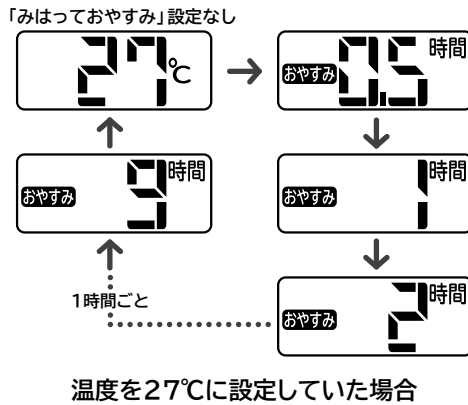 「みはっておやすみ」設定なし
27℃
おやすみ 0.5 時間
おやすみ 9 時間
おやすみ 1 時間
1時間ごと
おやすみ 2 時間
温度を27℃に設定していた場合